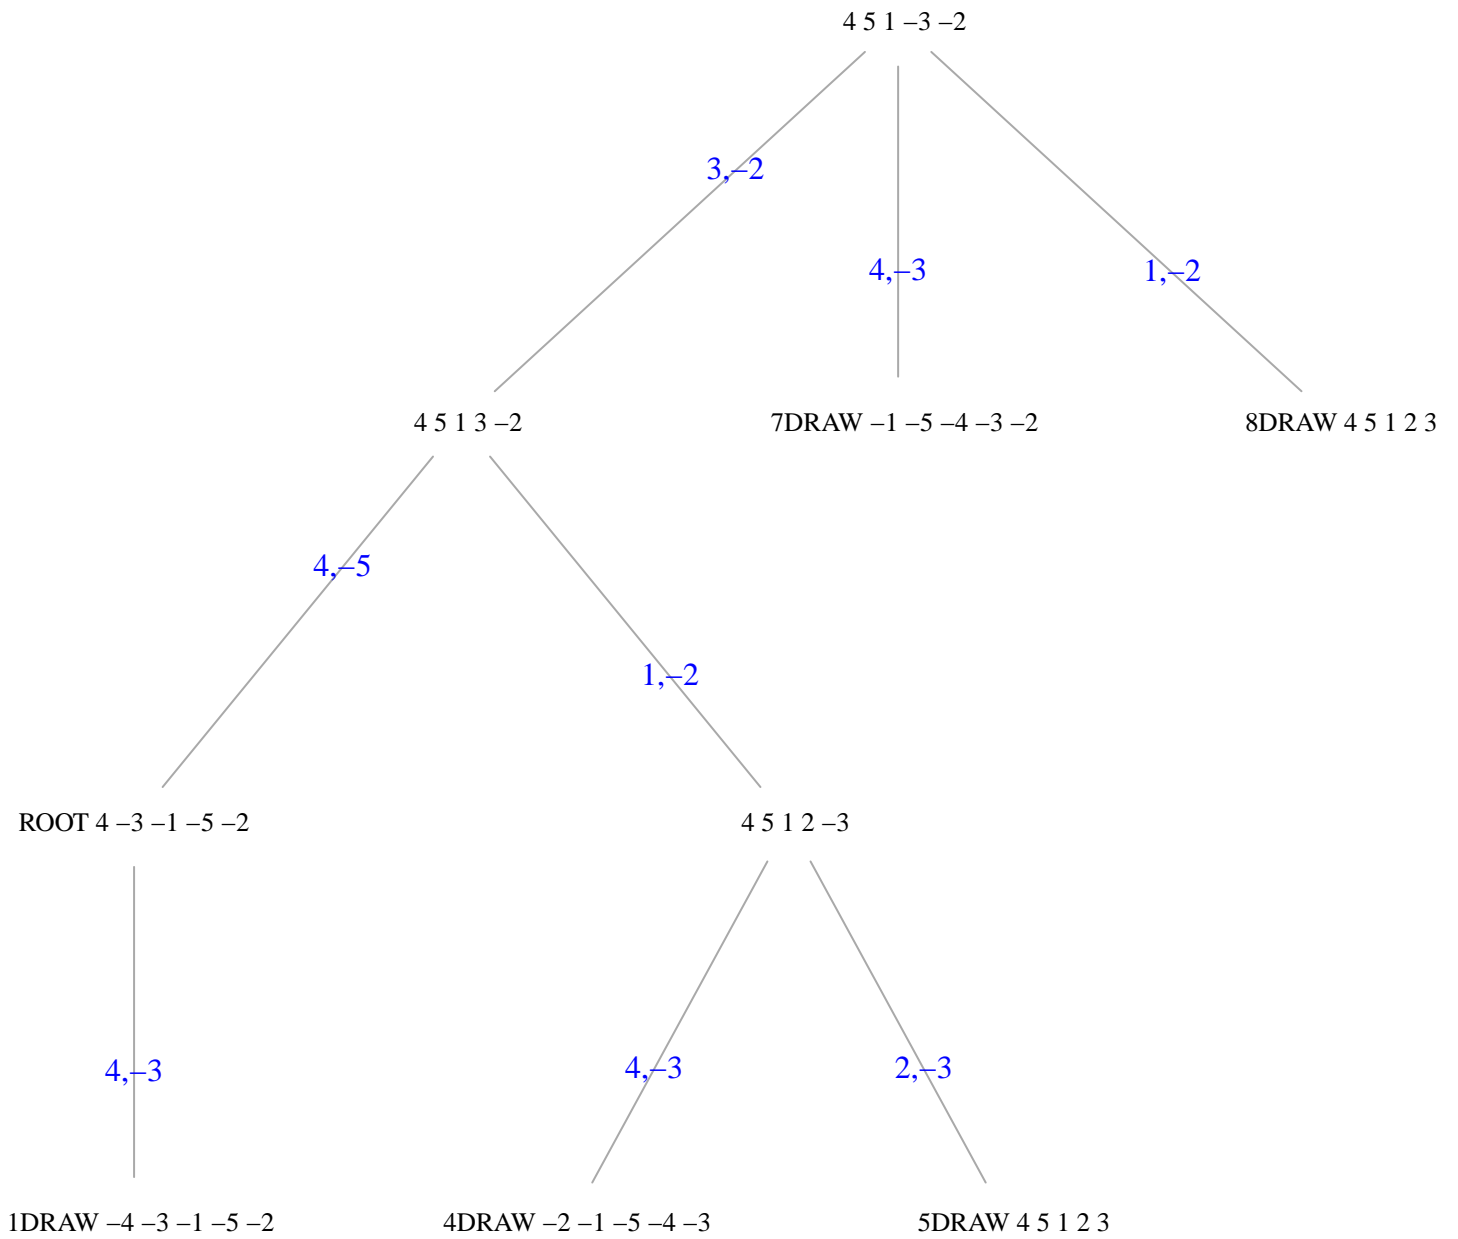 4 5 1 –3 –2
3,–2
4,–3
1,–2
4 5 1 3 –2
7DRAW –1 –5 –4 –3 –2
8DRAW 4 5 1 2 3
4,–5
1,–2
ROOT 4 –3 –1 –5 –2
4 5 1 2 –3
4,–3
4,–3
2,–3
1DRAW –4 –3 –1 –5 –2
4DRAW –2 –1 –5 –4 –3
5DRAW 4 5 1 2 3